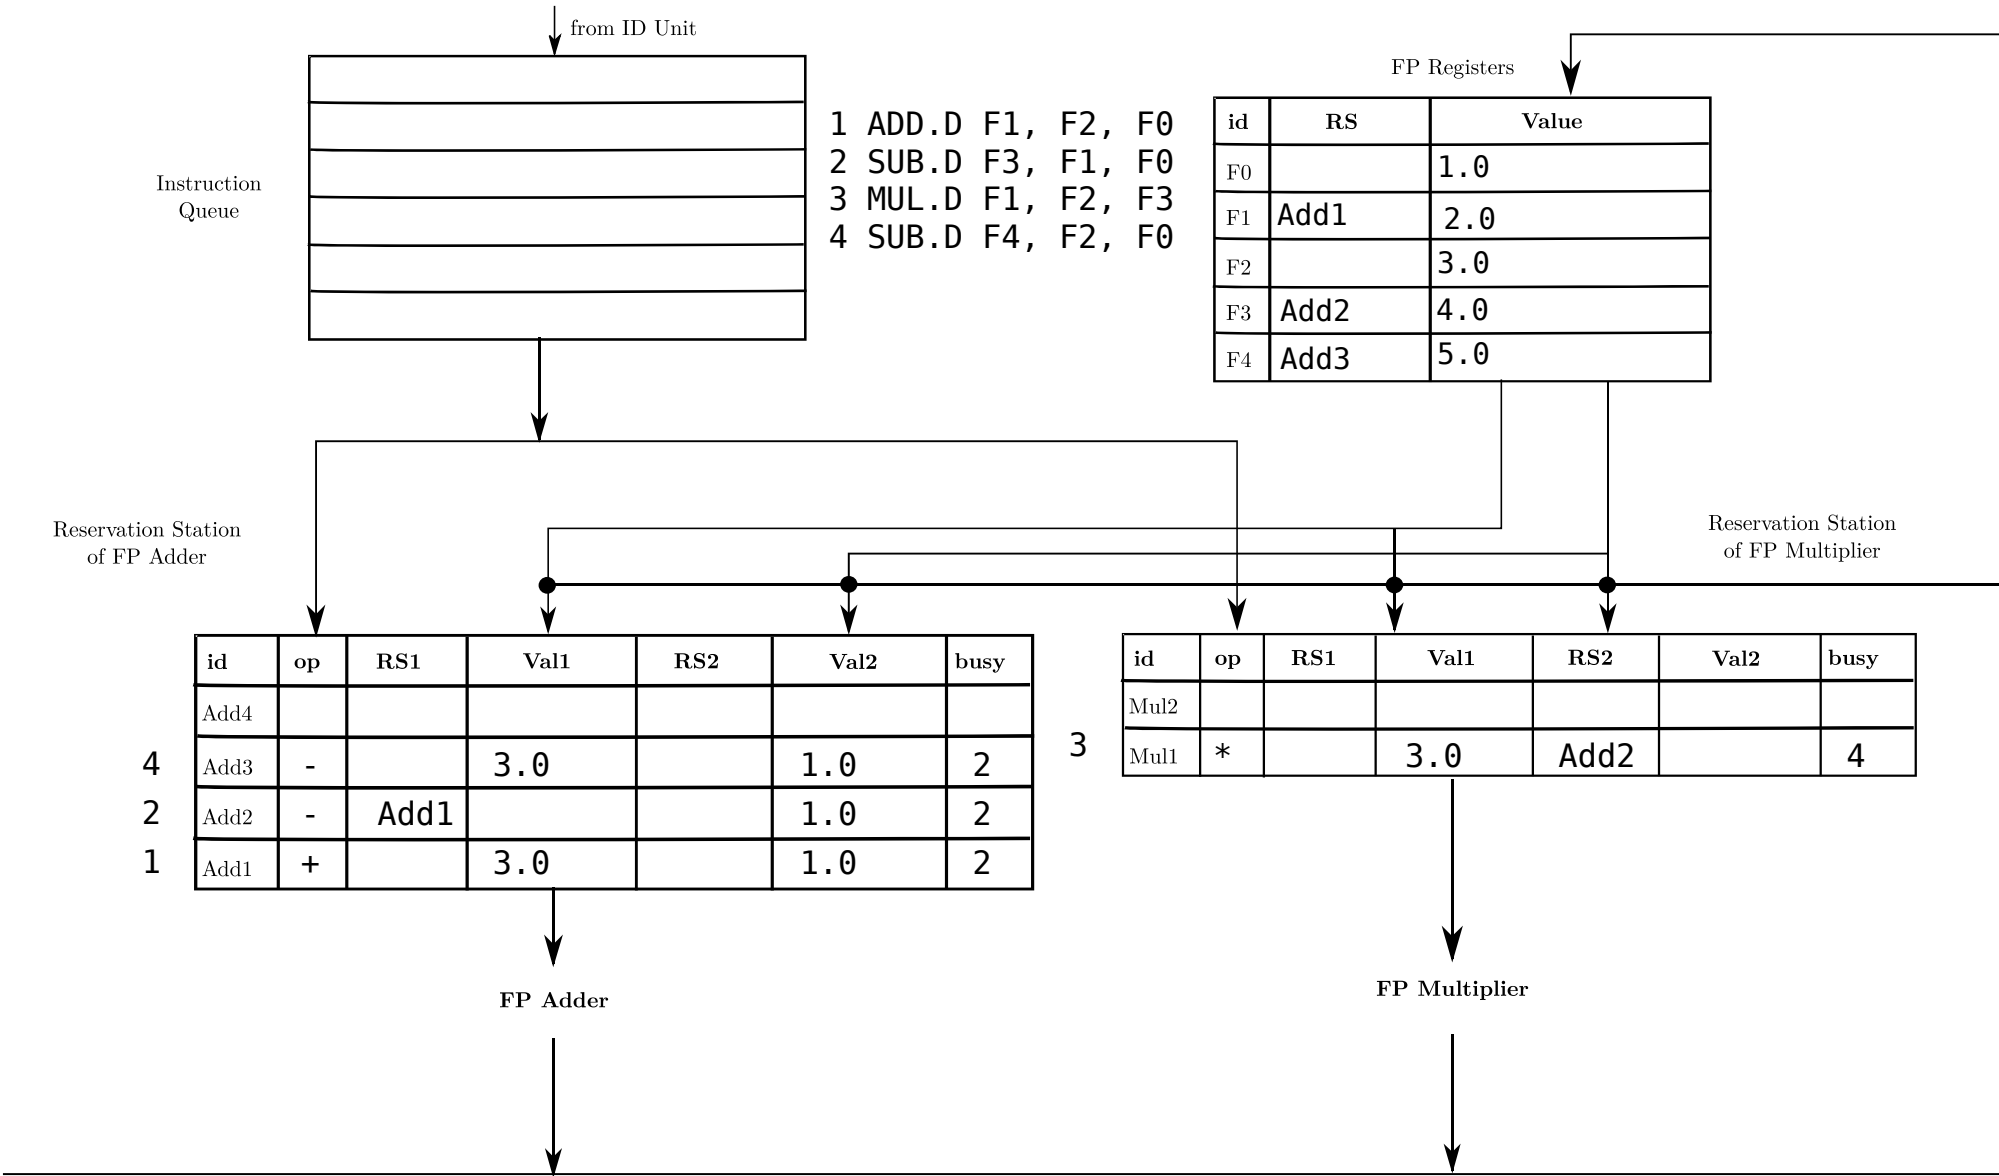 from ID Unit
Instruction
Queue
1 ADD.D F1, F2, F0
2 SUB.D F3, F1, F0
3 MUL.D F1, F2, F3
4 SUB.D F4, F2, F0
FP Registers
id RS Value
F0 1.0
F1 Add1 2.0
F2 3.0
F3 Add2 4.0
F4 Add3 5.0
Reservation Station
of FP Adder
Reservation Station
of FP Multiplier
id op RS1 Val1 RS2 Val2 busy
Add4
4 Add3 - 3.0 1.0 2
2 Add2 - Add1 1.0 2
1 Add1 + 3.0 1.0 2
FP Adder
id op RS1 Val1 RS2 Val2 busy
Mul2
3 Mul1 * 3.0 Add2 4
FP Multiplier